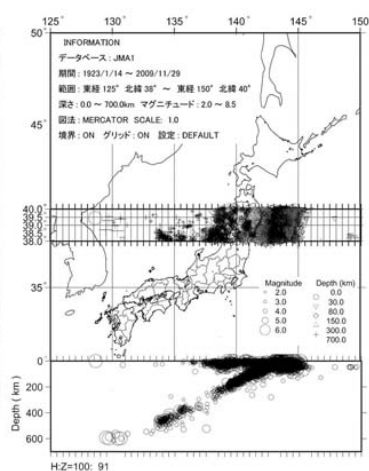 125° 130° 135° 140° 145° 150
50°
INFORMATION
データベース : JMA1
期間 : 1923/1/14 ～ 2009/11/29
範囲 : 東経 125° 北緯 38° ～ 東経 150° 北緯 40°
深さ : 0.0 ～ 700.0km マグニチュード : 2.0 ～ 8.5
図法 : MERCATOR SCALE: 1.0
境界 : ON グリッド : ON 設定 : DEFAULT
45°
40.0°
39.5°
39.0°
38.5°
38.0°
35°
Magnitude Depth (km)
2.0 0.0
3.0 30.0
4.0 80.0
5.0 150.0
6.0 300.0
700.0
Depth (km)
0
200
400
600
H:Z=100: 91